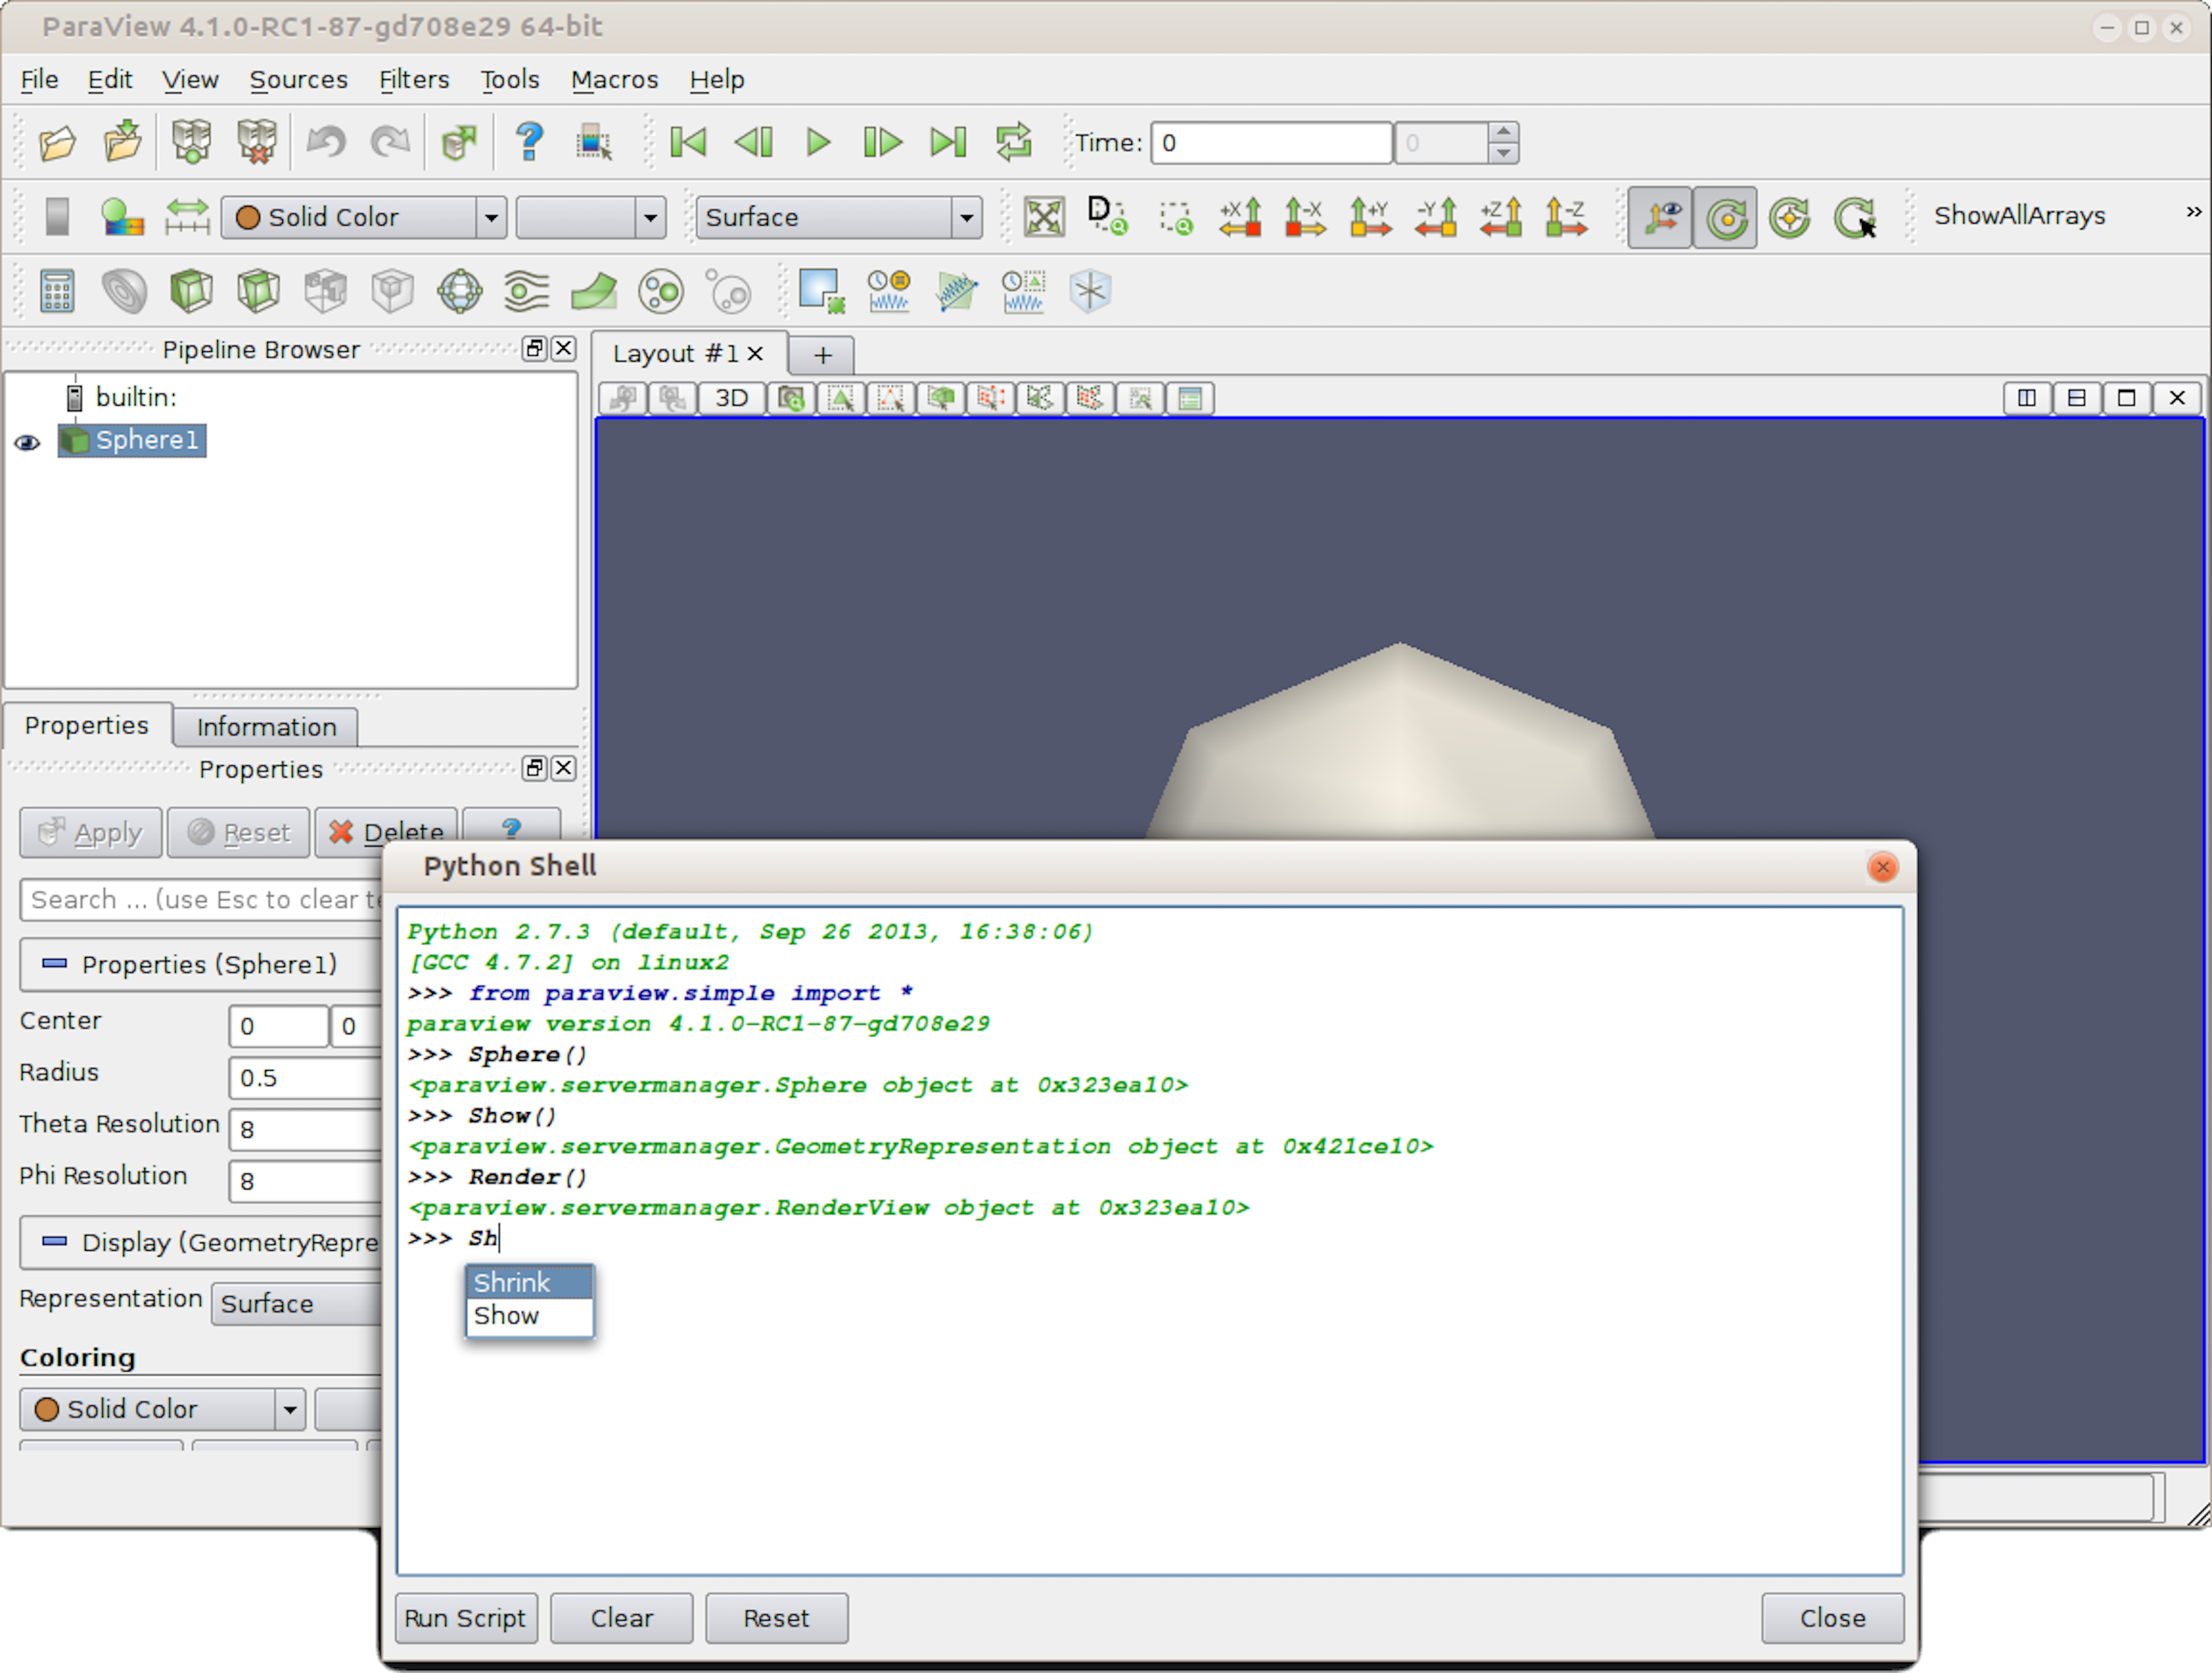 ParaView 4.1.0-RC1-87-gd708e29 64-bit
File Edit View Sources Filters Tools Macros Help
Time: 0 0
Solid Color Surface +X -X +Y -Y +Z -Z ShowAllArrays »
Pipeline Browser
Layout #1 +
builtin:
3D
Sphere1
Properties Information
Properties
Apply Reset Delete ?
Search ... (use Esc to clear te
Properties (Sphere1)
Center 0 0
Radius 0.5
Theta Resolution 8
Phi Resolution 8
Display (GeometryRepre
Representation Surface
Coloring
Solid Color
Python Shell
Python 2.7.3 (default, Sep 26 2013, 16:38:06)
[GCC 4.7.2] on linux2
>>> from paraview.simple import *
paraview version 4.1.0-RC1-87-gd708e29
>>> Sphere()
<paraview.servermanager.Sphere object at 0x323ea10>
>>> Show()
<paraview.servermanager.GeometryRepresentation object at 0x421ce10>
>>> Render()
<paraview.servermanager.RenderView object at 0x323ea10>
>>> Sh
Shrink
Show
Run Script Clear Reset Close